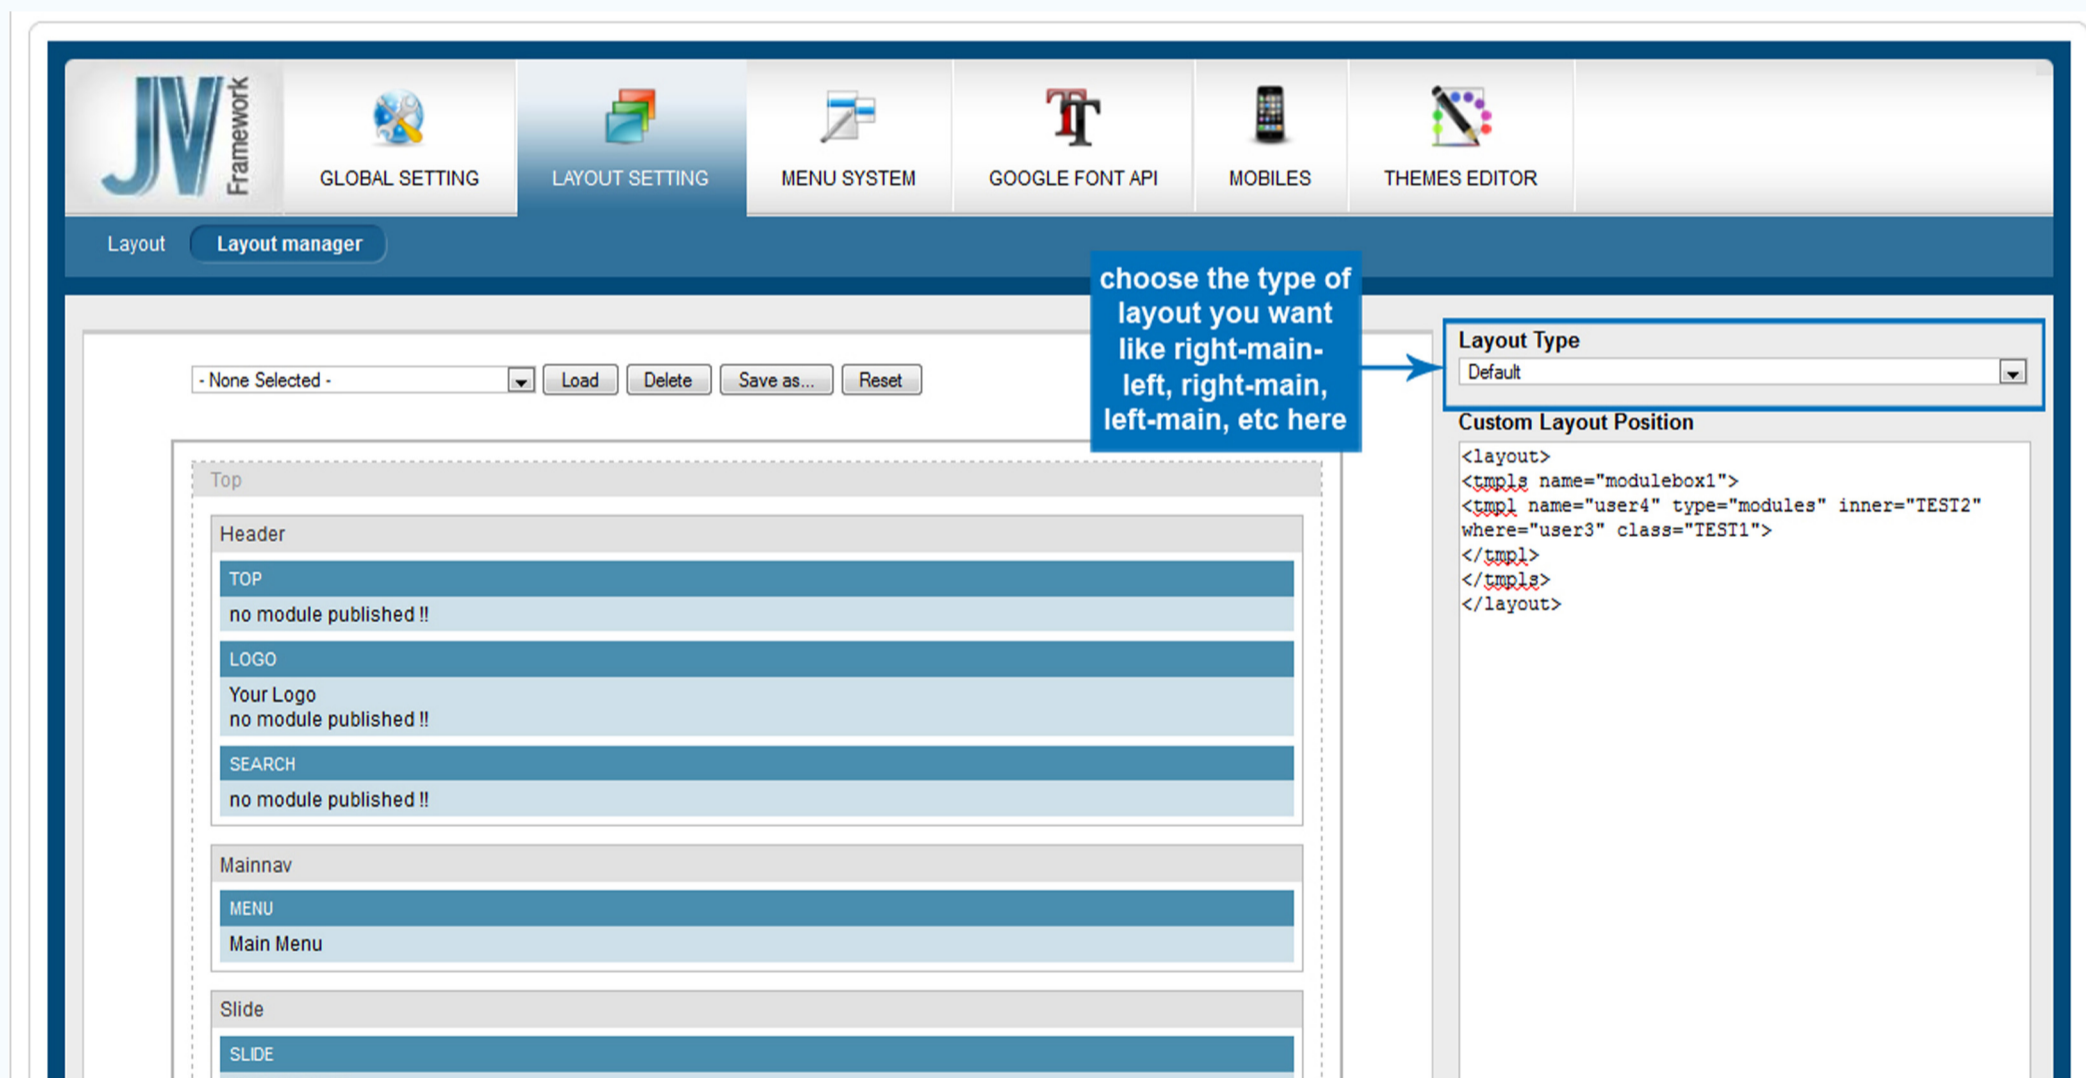 JV Framework
GLOBAL SETTING
LAYOUT SETTING
MENU SYSTEM
GOOGLE FONT API
MOBILES
THEMES EDITOR
Layout
Layout manager
choose the type of
layout you want
like right-main-
left, right-main,
left-main, etc here
- None Selected -
Load
Delete
Save as...
Reset
Layout Type
Default
Custom Layout Position
<layout>
<tmpls name="modulebox1">
<tmpl name="user4" type="modules" inner="TEST2"
where="user3" class="TEST1">
</tmpl>
</tmpls>
</layout>
Top
Header
TOP
no module published !!
LOGO
Your Logo
no module published !!
SEARCH
no module published !!
Mainnav
MENU
Main Menu
Slide
SLIDE